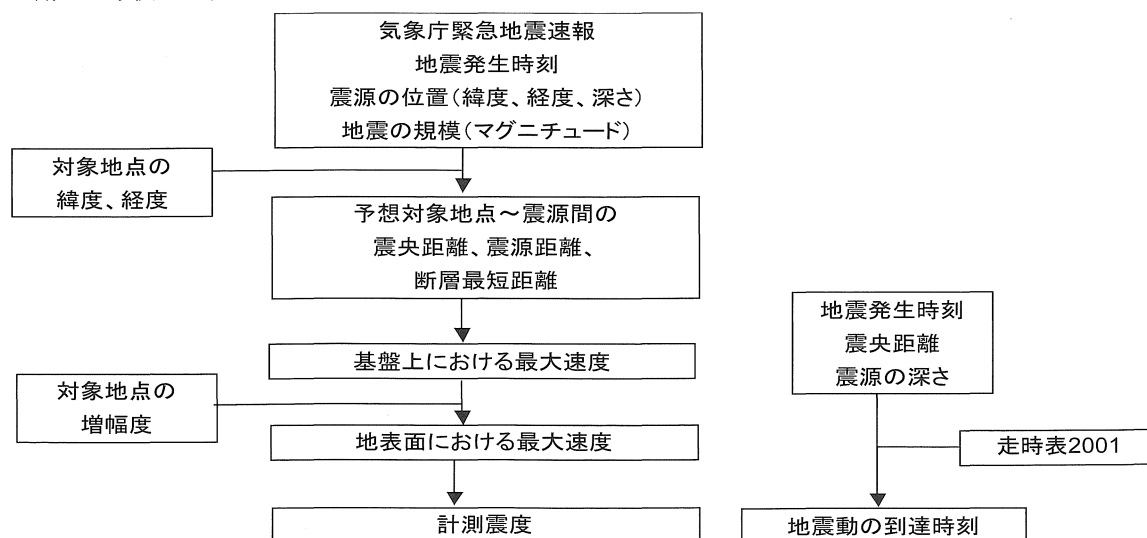 気象庁緊急地震速報
地震発生時刻
震源の位置(緯度、経度、深さ)
地震の規模(マグニチュード)
対象地点の
緯度、経度
予想対象地点～震源間の
震央距離、震源距離、
断層最短距離
基盤上における最大速度
対象地点の
増幅度
地表面における最大速度
計測震度
地震発生時刻
震央距離
震源の深さ
走時表2001
地震動の到達時刻